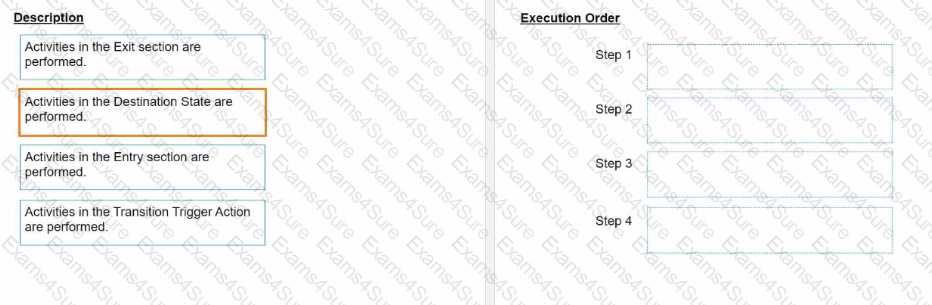 Description
Activities in the Exit section are
performed.
Activities in the Destination State are
performed.
Activities in the Entry section are
performed.
Activities in the Transition Trigger Action
are performed.
Execution Order
Step 1
Step 2
Step 3
Step 4
Exams4Sure